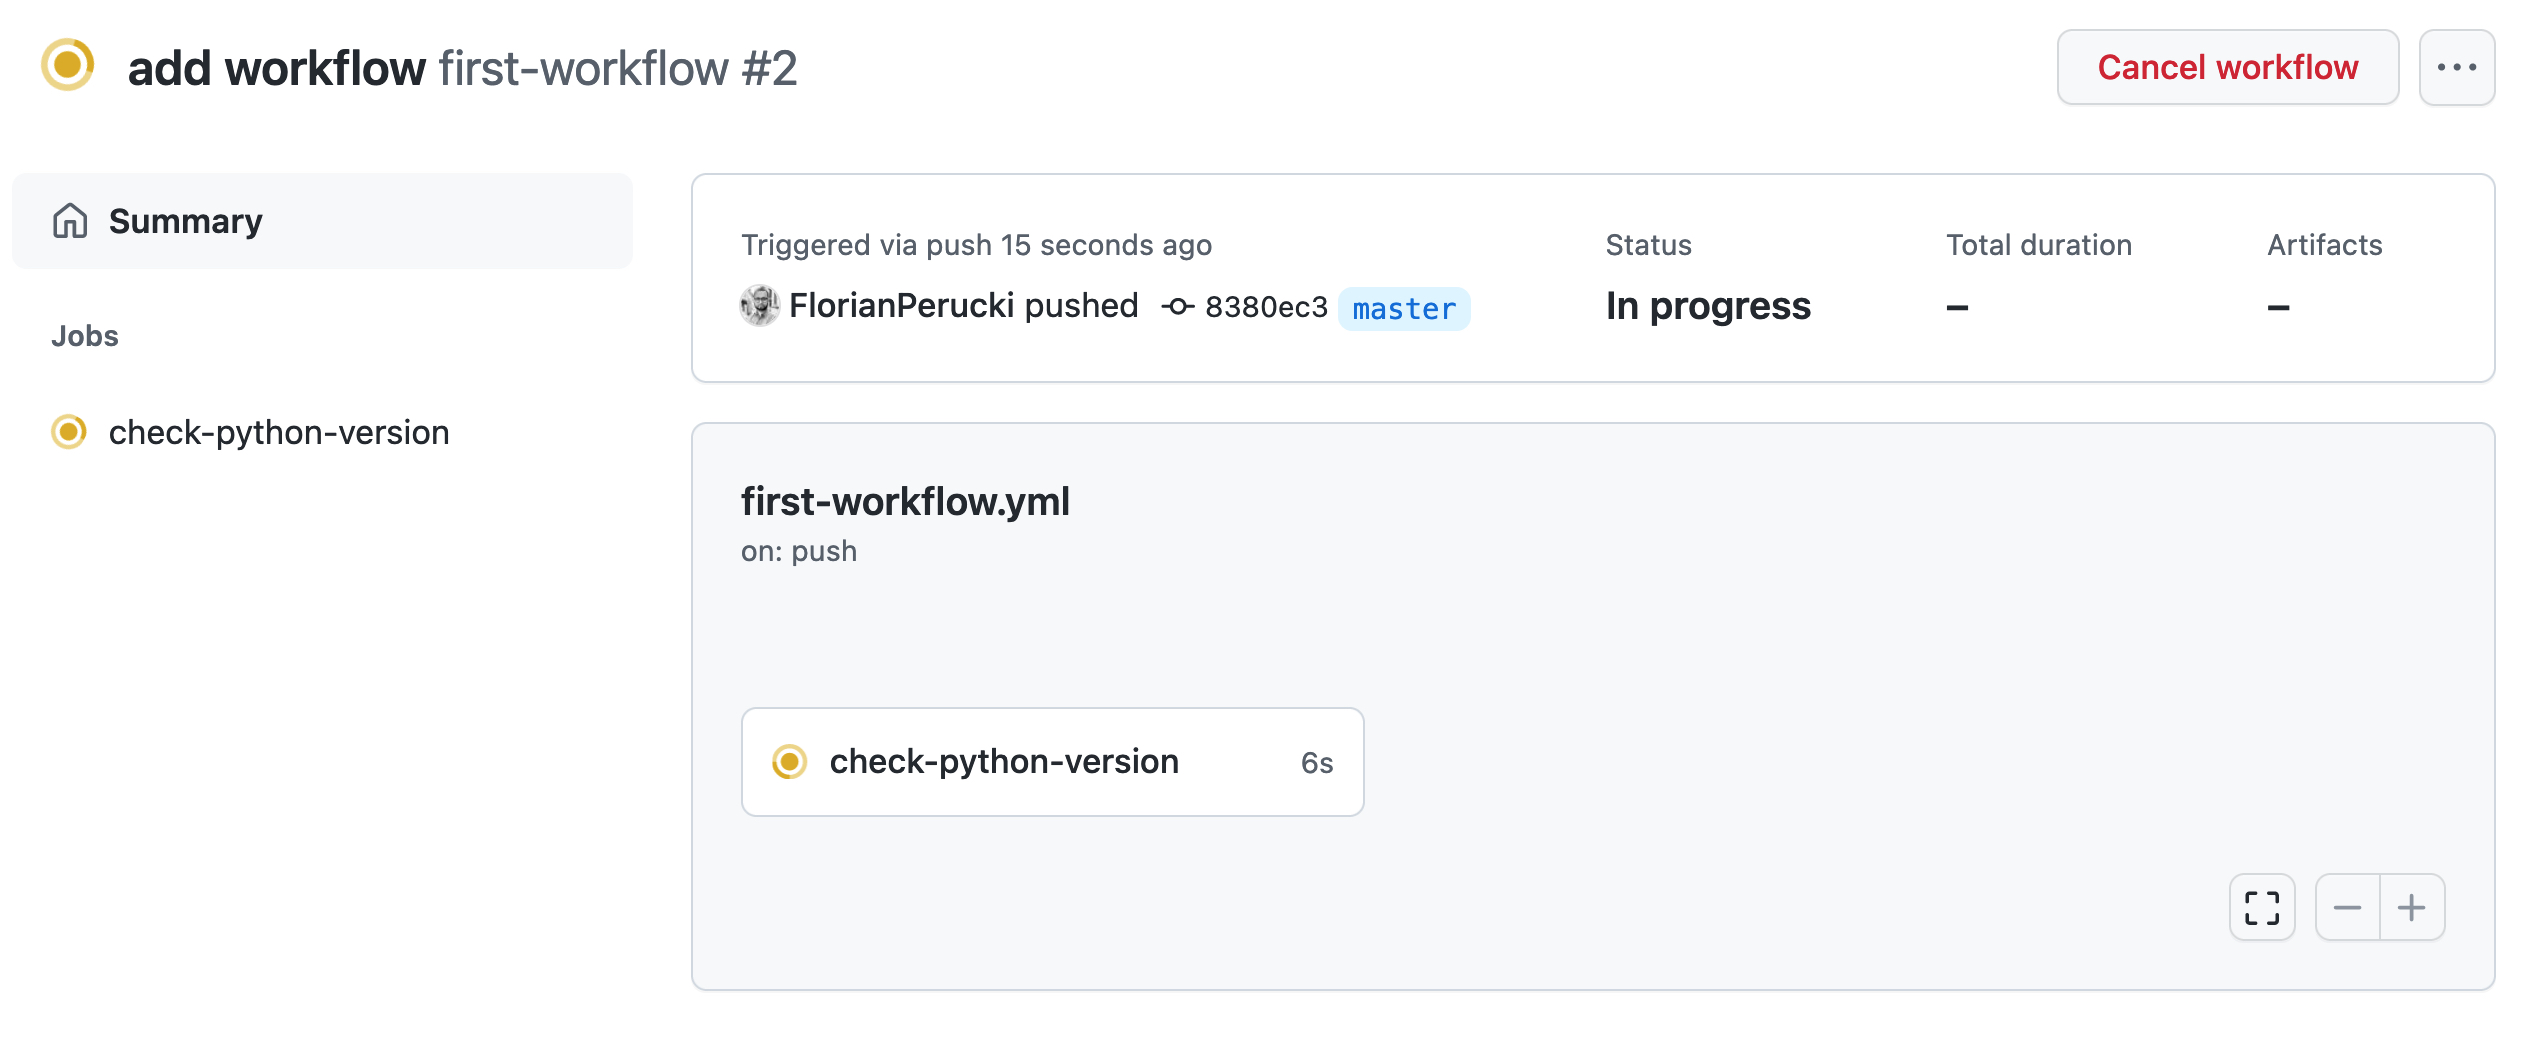 add workflow first-workflow #2
Cancel workflow
Summary
Jobs
check-python-version
Triggered via push 15 seconds ago
FlorianPerucki pushed 8380ec3 master
Status
In progress
Total duration
–
Artifacts
–
first-workflow.yml
on: push
check-python-version 6s